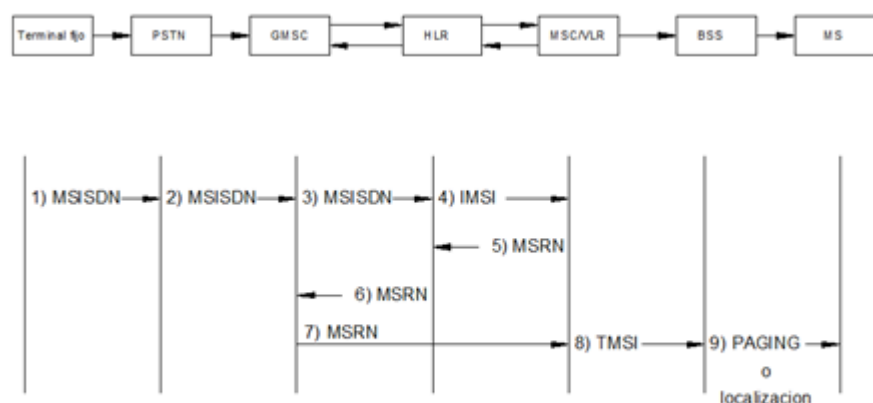 Terminal fijo
PSTN
GMSC
HLR
MSC/VLR
BSS
MS
1) MSISDN
2) MSISDN
3) MSISDN
4) IMSI
5) MSRN
6) MSRN
7) MSRN
8) TMSI
9) PAGING
o
localizacion